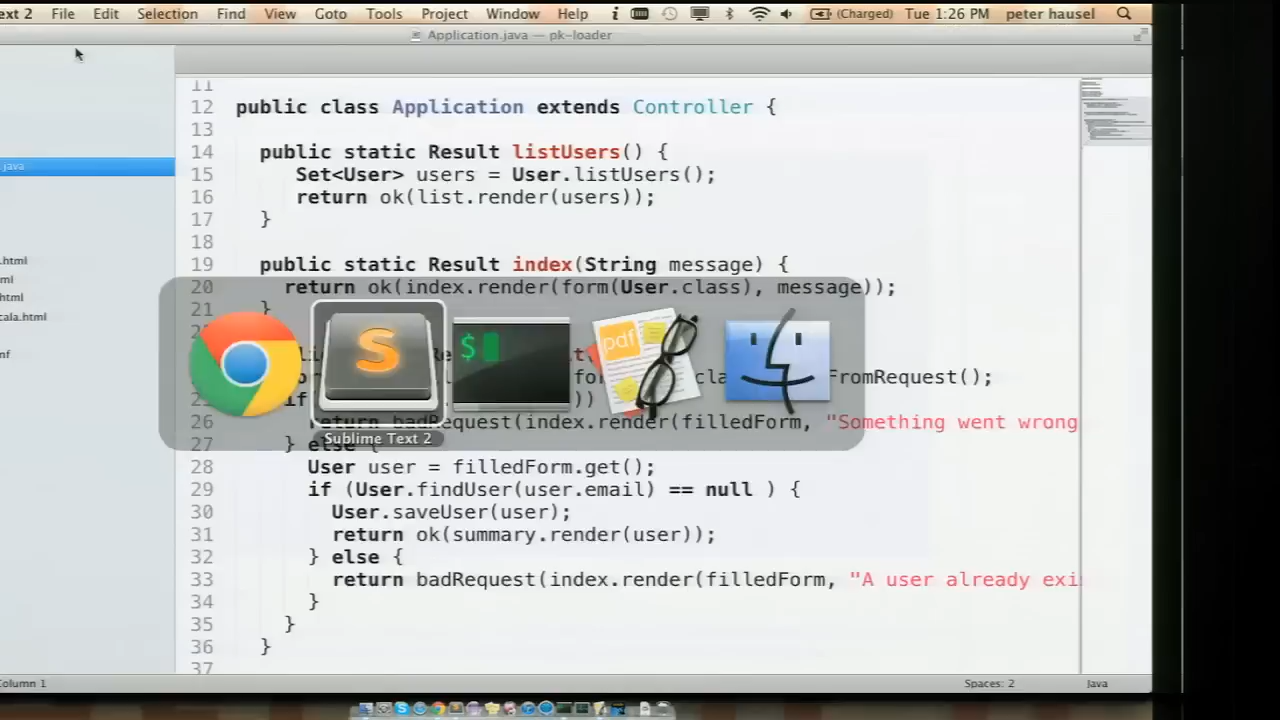 ext 2 File Edit Selection Find View Goto Tools Project Window Help (Charged) Tue 1:26 PM peter hausel
Application.java — pk-loader
11
12 public class Application extends Controller {
13
14 public static Result listUsers() {
java
15 Set<User> users = User.listUsers();
16 return ok(list.render(users));
17 }
18
19 public static Result index(String message) {
.html
ml
20 return ok(index.render(form(User.class), message));
html
21 }
cala.html
$
pdf
nf
FromRequest();
26 return badRequest(index.render(filledForm, "Something went wrong
Sublime Text 2
27 } else {
28 User user = filledForm.get();
29 if (User.findUser(user.email) == null ) {
30 User.saveUser(user);
31 return ok(summary.render(user));
32 } else {
33 return badRequest(index.render(filledForm, "A user already exi
34 }
35 }
36 }
37
Column 1 Spaces: 2 Java